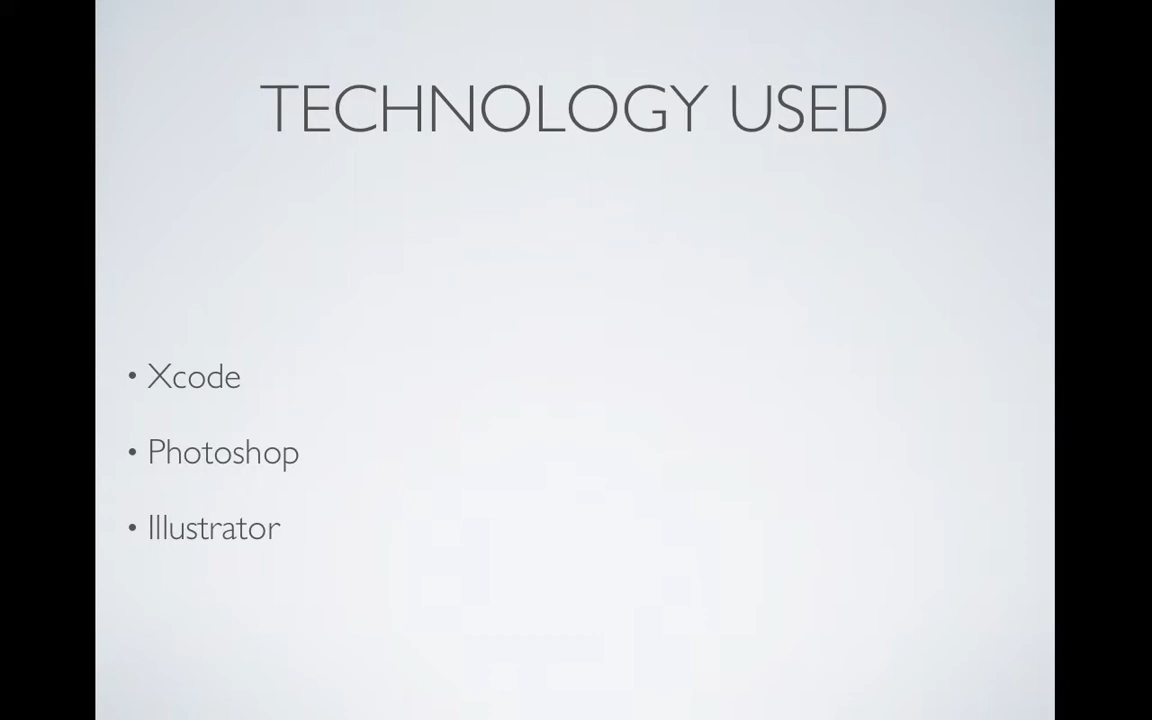 TECHNOLOGY USED
• Xcode
• Photoshop
• Illustrator